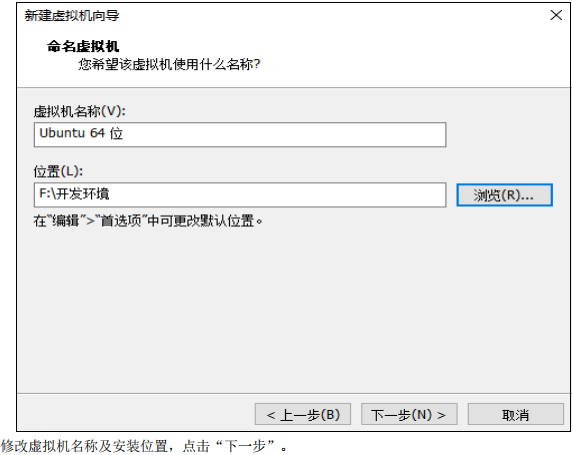 新建虚拟机向导
命名虚拟机
您希望该虚拟机使用什么名称?
虚拟机名称(V):
Ubuntu 64 位
位置(L):
F:\开发环境
浏览(R)...
在“编辑”>“首选项”中可更改默认位置。
< 上一步(B) 下一步(N) > 取消
修改虚拟机名称及安装位置，点击“下一步”。